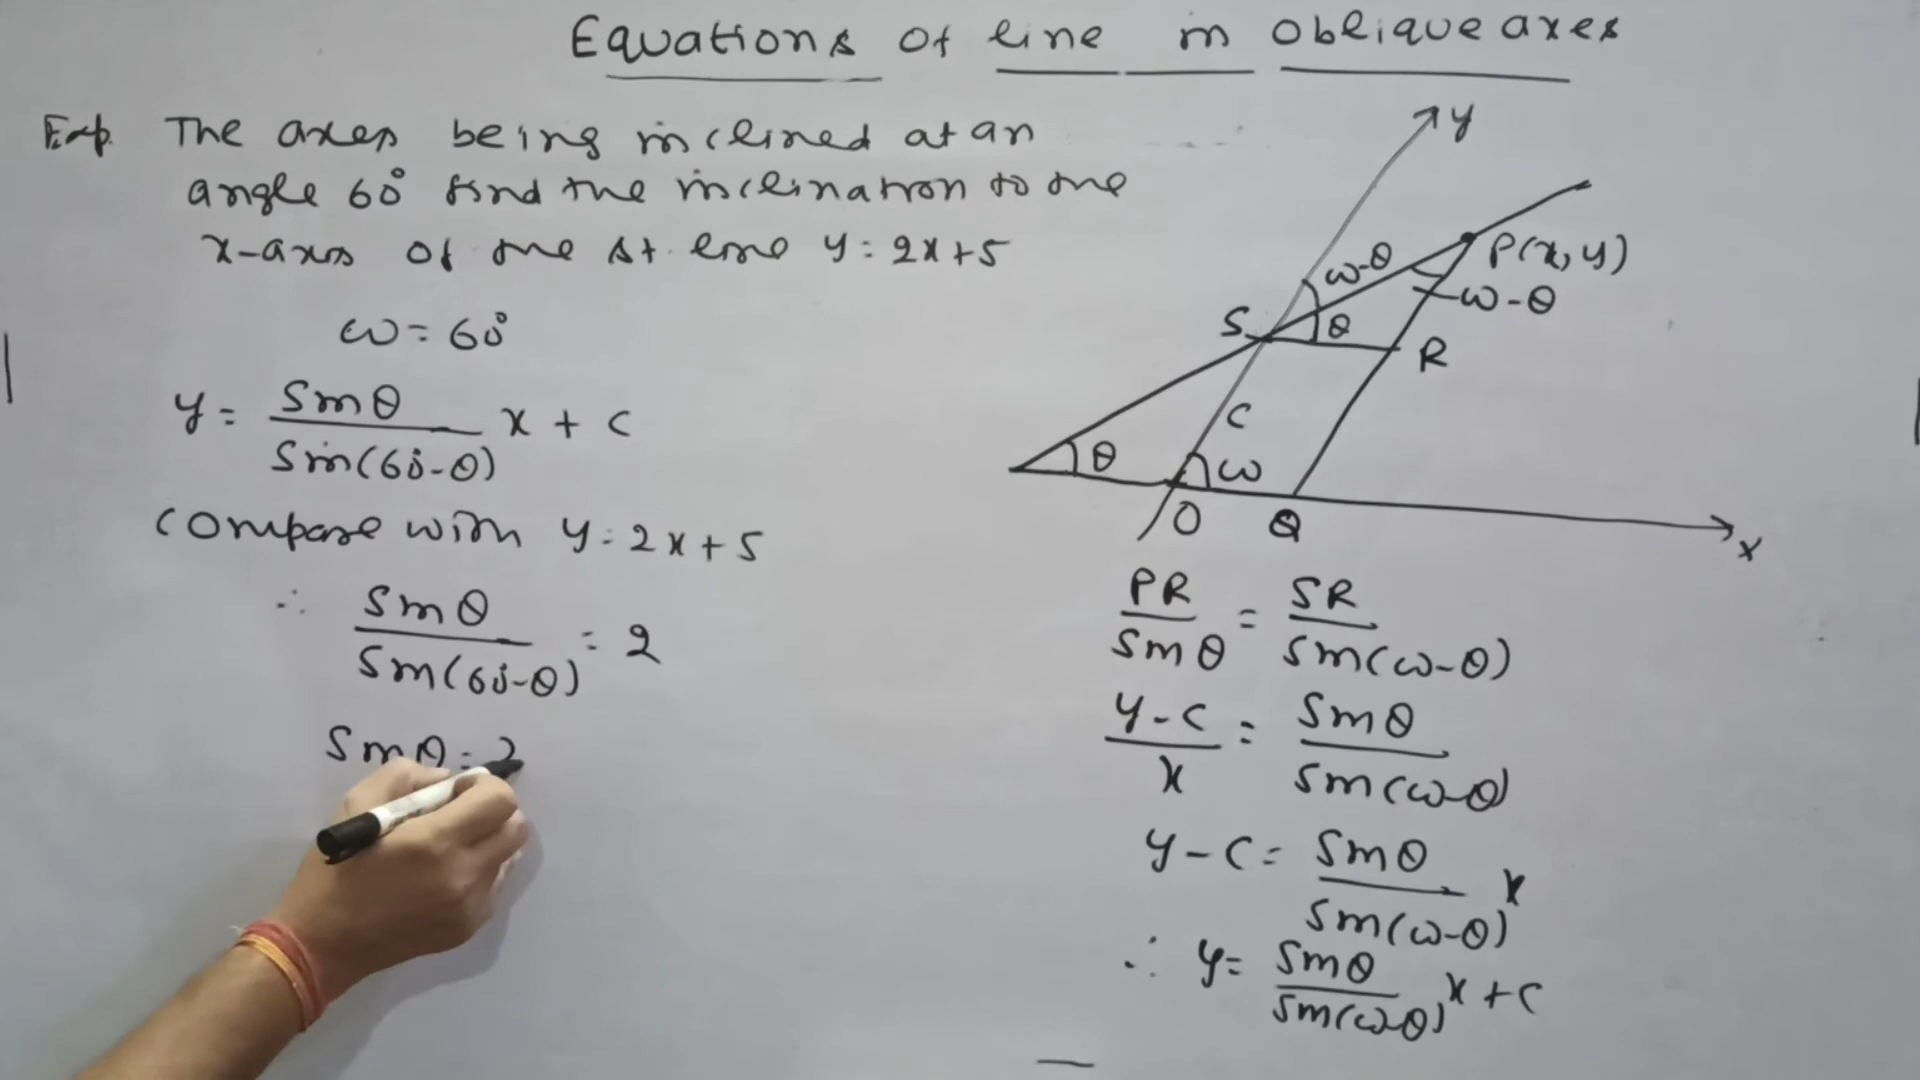 Equations of line in oblique axes
Exp. The axes being inclined at an
angle 60° find the inclination to the
x-axis of the st. line y = 2x + 5
ω = 60°
y = sinθ / sin(60°-θ) x + c
Compare with y = 2x + 5
∴ sinθ / sin(60°-θ) = 2
sinθ = 2
y
P(x, y)
ω-θ
ω-θ
S
θ
R
C
θ
ω
O
Q
x
PR / sinθ = SR / sin(ω-θ)
y-c / x = sinθ / sin(ω-θ)
y-c = sinθ / sin(ω-θ) x
∴ y = sinθ / sin(ω-θ) x + c